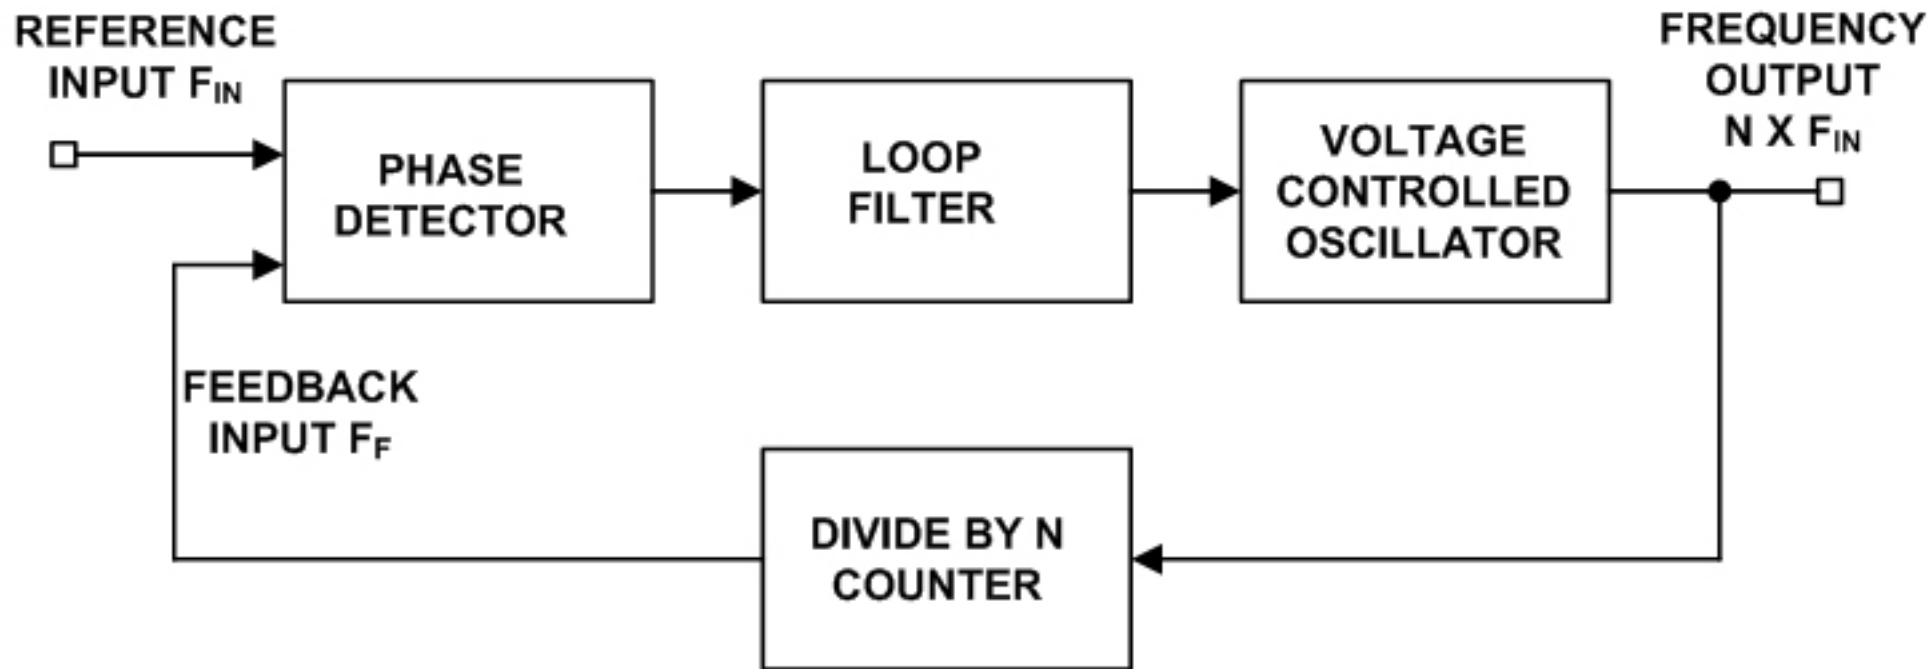 REFERENCE
INPUT FIN
FREQUENCY
OUTPUT
N X FIN
PHASE
DETECTOR
LOOP
FILTER
VOLTAGE
CONTROLLED
OSCILLATOR
FEEDBACK
INPUT FF
DIVIDE BY N
COUNTER